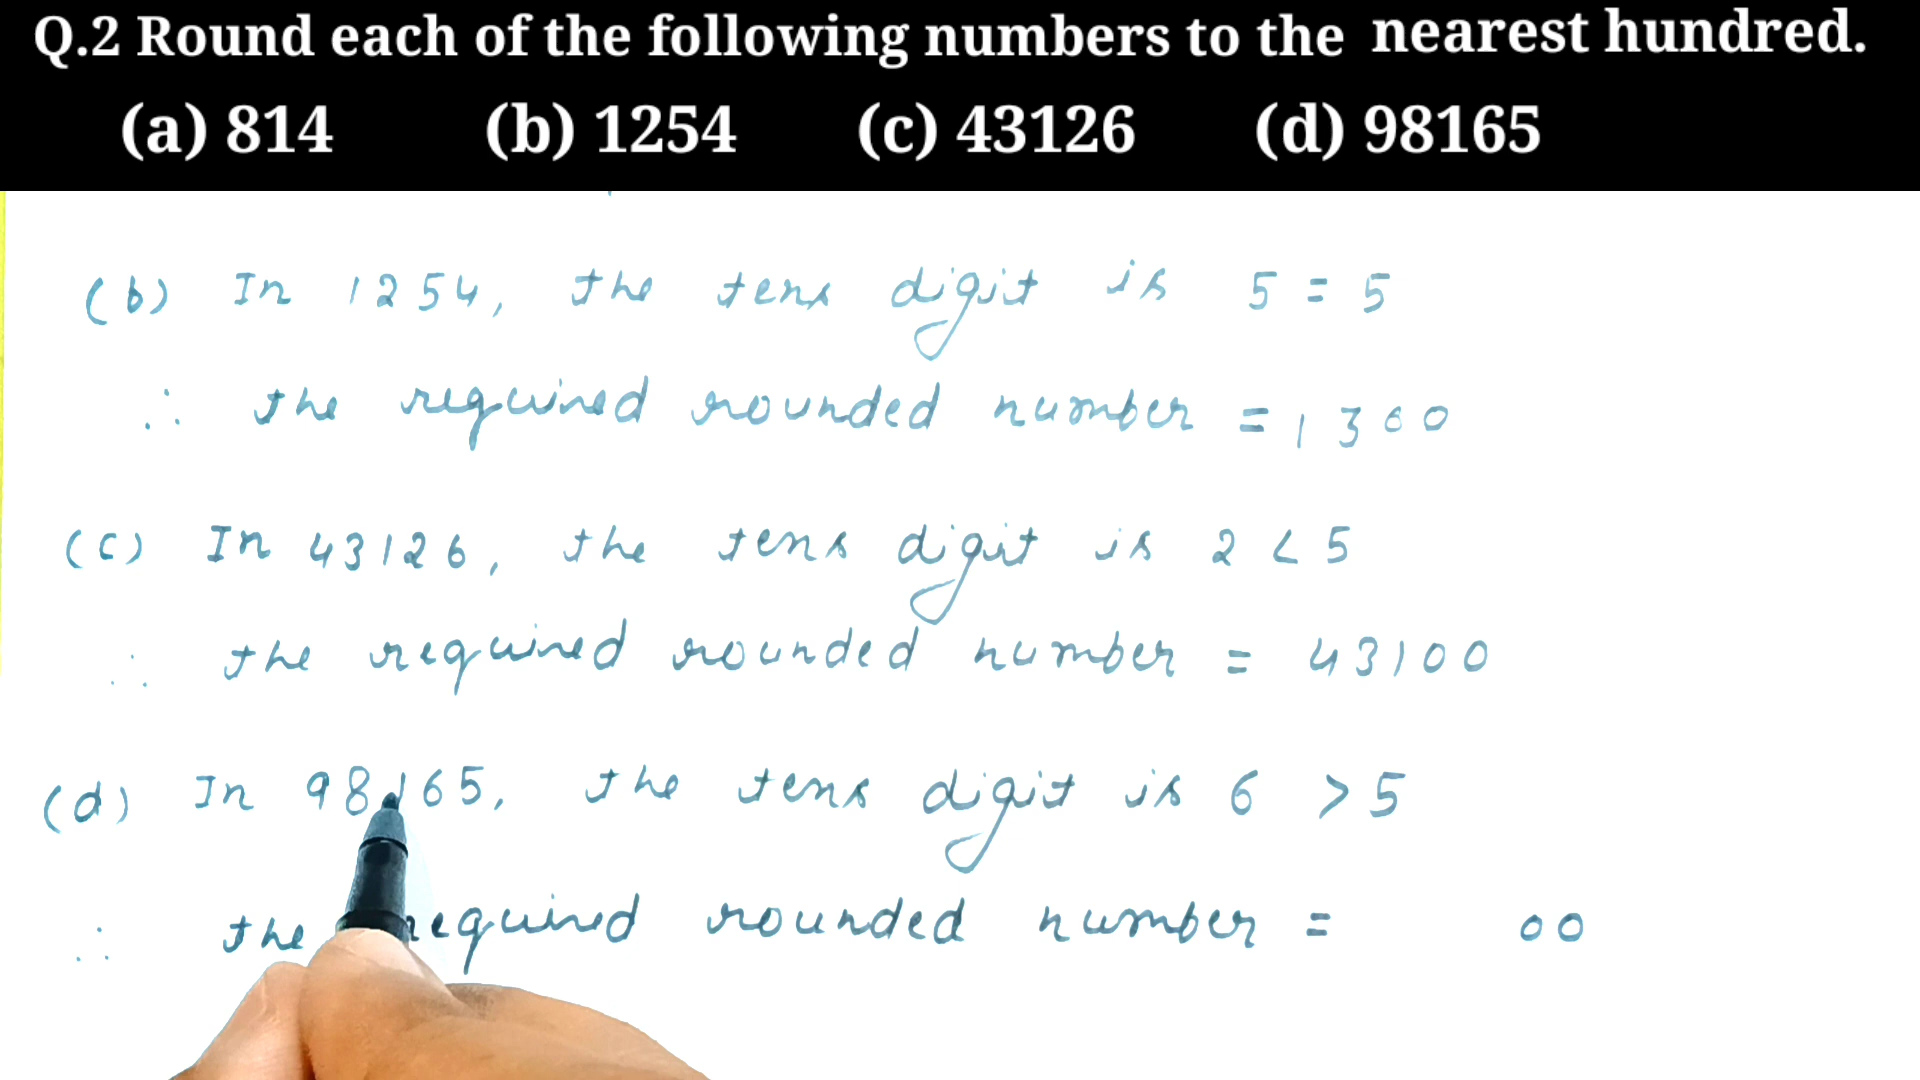 Q.2 Round each of the following numbers to the nearest hundred.
(a) 814 (b) 1254 (c) 43126 (d) 98165
(b) In 1254, the tens digit is 5 = 5
∴ the required rounded number = 1300
(c) In 43126, the tens digit is 2 < 5
∴ the required rounded number = 43100
(d) In 98165, the tens digit is 6 > 5
∴ the required rounded number = 00